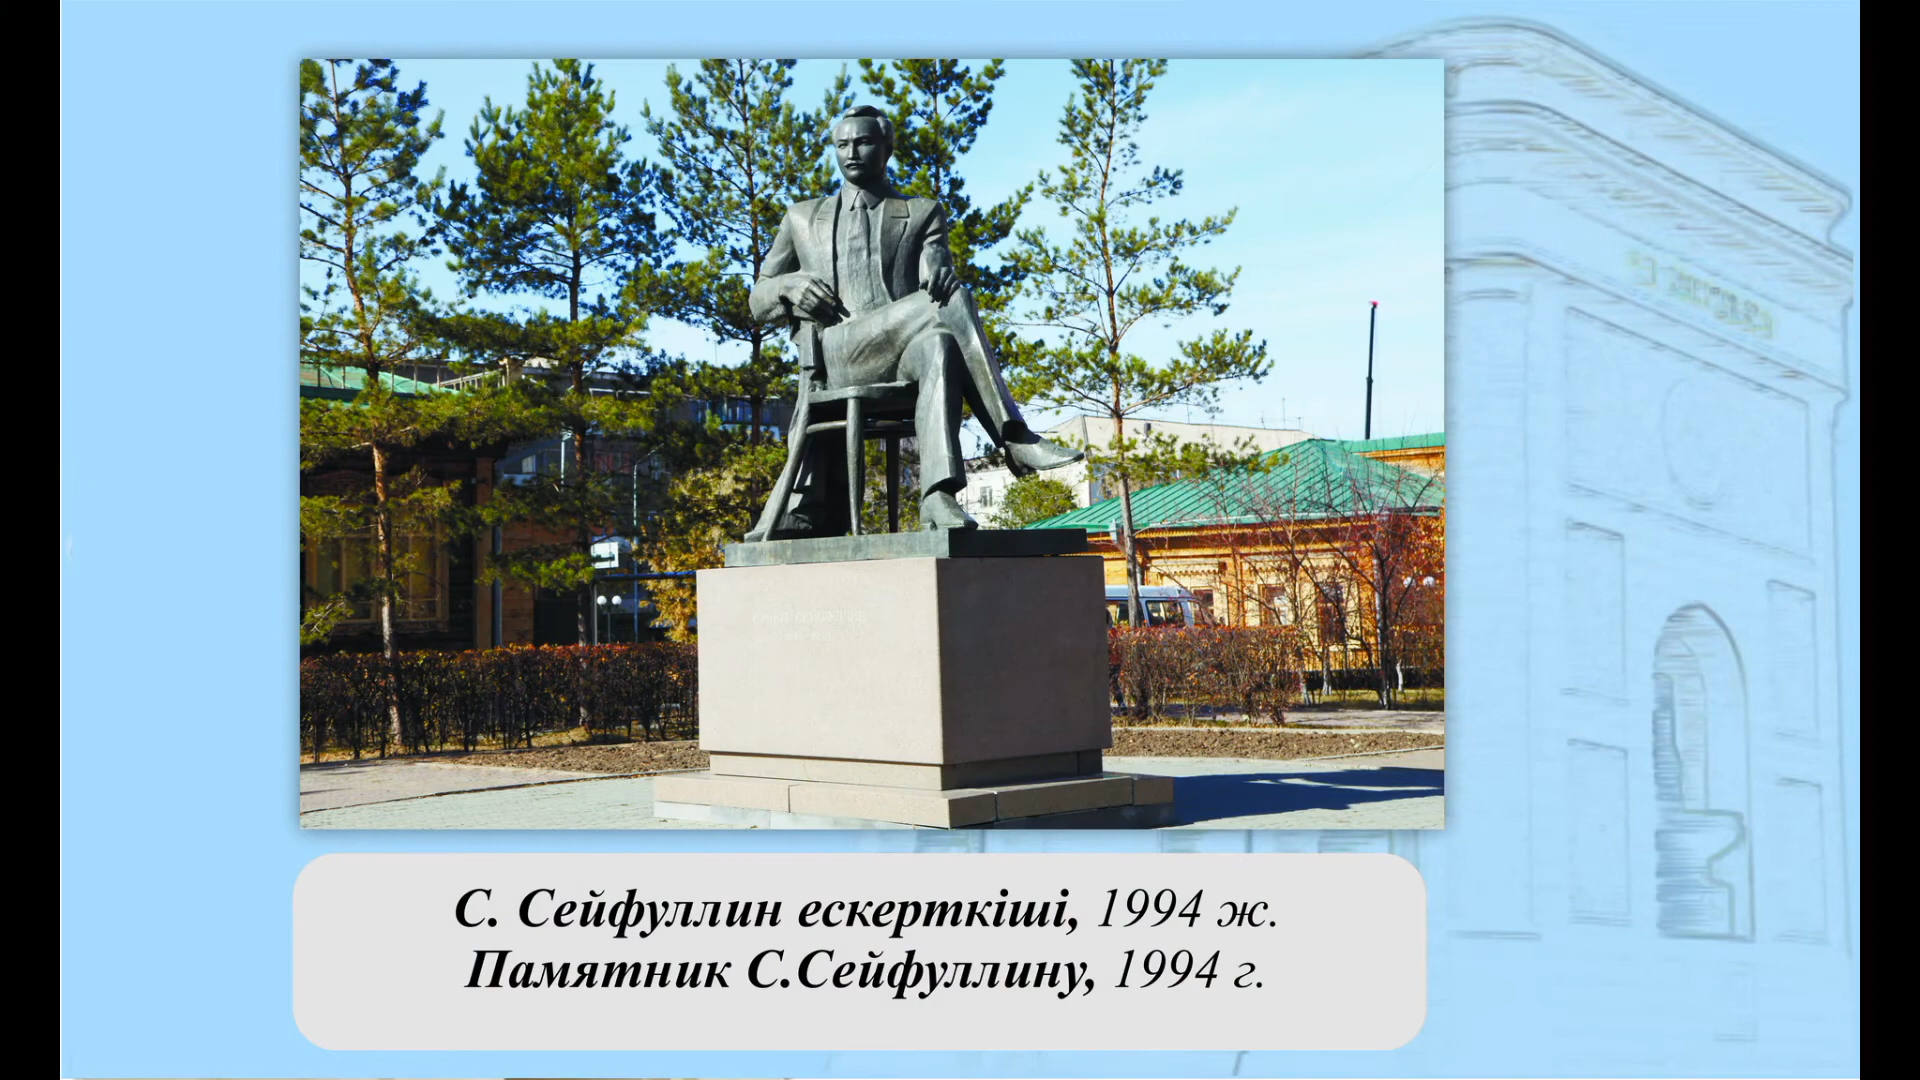 С. Сейфуллин ескерткіші, 1994 ж.
Памятник С.Сейфуллину, 1994 г.